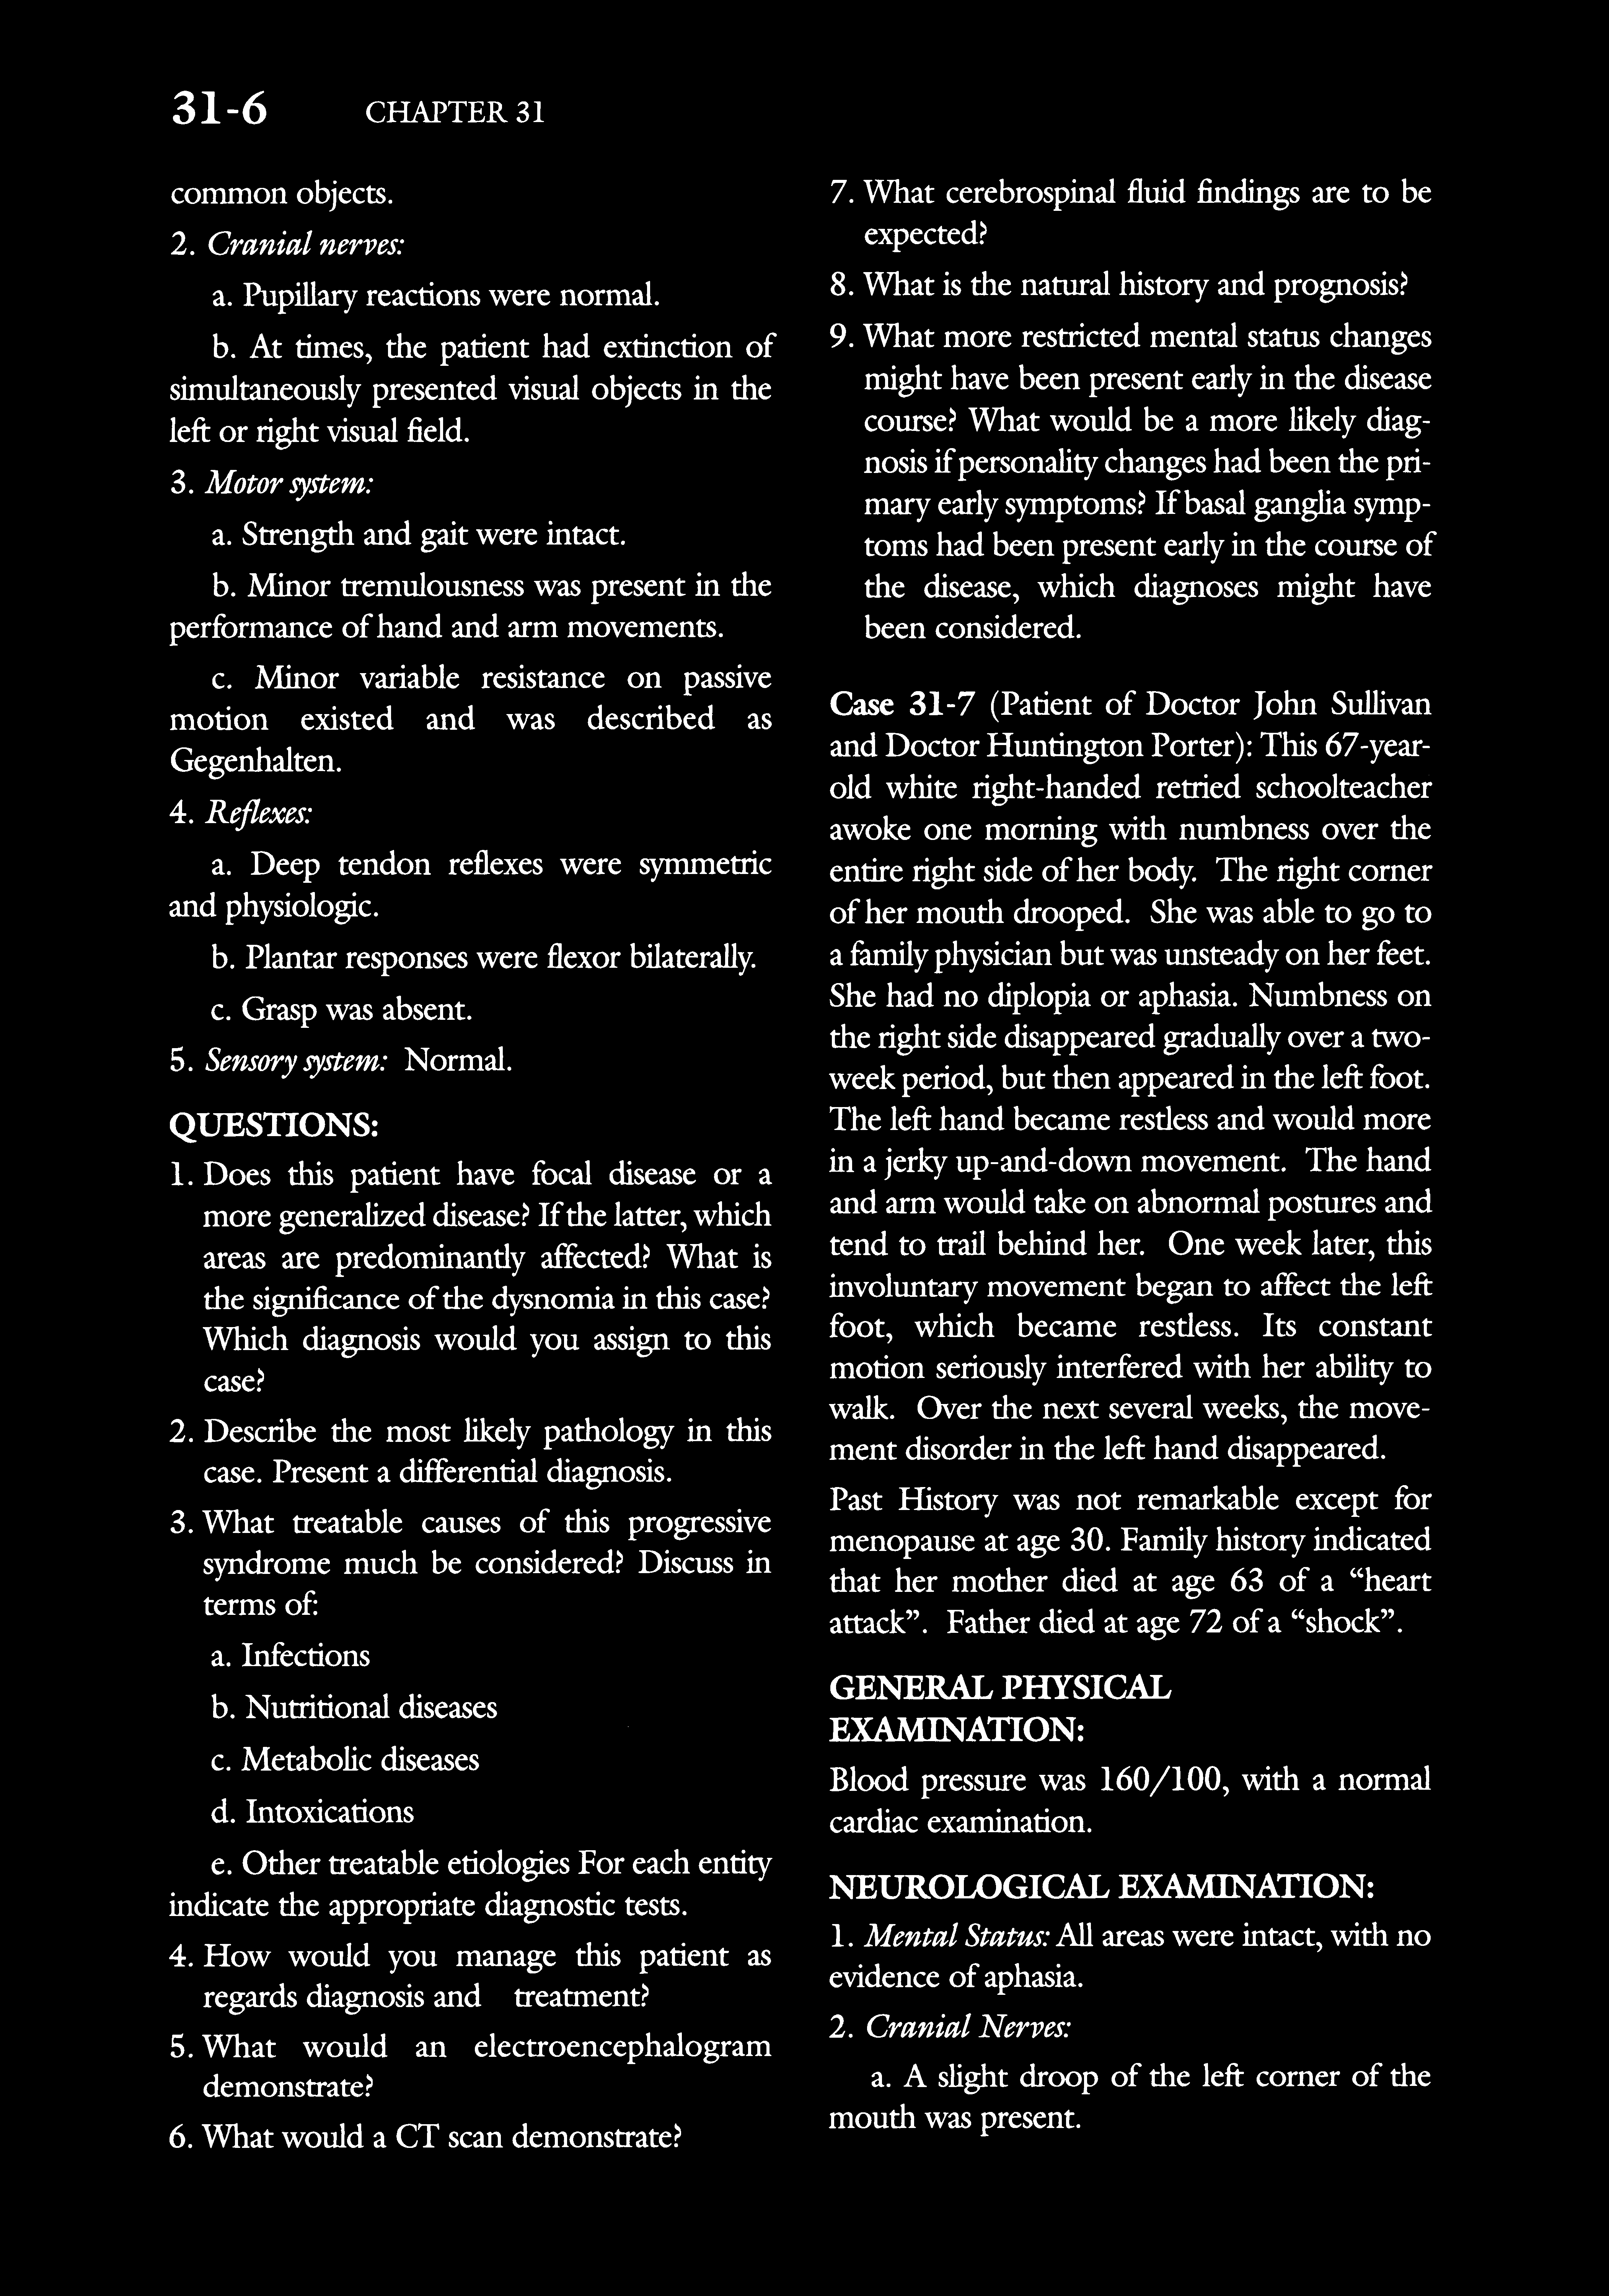 31-6 CHAPTER 31
common objects.
2. Cranial nerves:
a. Pupillary reactions were normal.
b. At times, the patient had extinction of
simultaneously presented visual objects in the
left or right visual field.
3. Motor system:
a. Strength and gait were intact.
b. Minor tremulousness was present in the
performance of hand and arm movements.
c. Minor variable resistance on passive
motion existed and was described as
Gegenhalten.
4. Reflexes:
a. Deep tendon reflexes were symmetric
and physiologic.
b. Plantar responses were flexor bilaterally.
c. Grasp was absent.
5. Sensory system: Normal.
QUESTIONS:
1. Does this patient have focal disease or a
more generalized disease? If the latter, which
areas are predominantly affected? What is
the significance of the dysnomia in this case?
Which diagnosis would you assign to this
case?
2. Describe the most likely pathology in this
case. Present a differential diagnosis.
3. What treatable causes of this progressive
syndrome much be considered? Discuss in
terms of:
a. Infections
b. Nutritional diseases
c. Metabolic diseases
d. Intoxications
e. Other treatable etiologies For each entity
indicate the appropriate diagnostic tests.
4. How would you manage this patient as
regards diagnosis and treatment?
5. What would an electroencephalogram
demonstrate?
6. What would a CT scan demonstrate?
7. What cerebrospinal fluid findings are to be
expected?
8. What is the natural history and prognosis?
9. What more restricted mental status changes
might have been present early in the disease
course? What would be a more likely diag-
nosis if personality changes had been the pri-
mary early symptoms? If basal ganglia symp-
toms had been present early in the course of
the disease, which diagnoses might have
been considered.
Case 31-7 (Patient of Doctor John Sullivan
and Doctor Huntington Porter): This 67-year-
old white right-handed retried schoolteacher
awoke one morning with numbness over the
entire right side of her body. The right corner
of her mouth drooped. She was able to go to
a family physician but was unsteady on her feet.
She had no diplopia or aphasia. Numbness on
the right side disappeared gradually over a two-
week period, but then appeared in the left foot.
The left hand became restless and would more
in a jerky up-and-down movement. The hand
and arm would take on abnormal postures and
tend to trail behind her. One week later, this
involuntary movement began to affect the left
foot, which became restless. Its constant
motion seriously interfered with her ability to
walk. Over the next several weeks, the move-
ment disorder in the left hand disappeared.
Past History was not remarkable except for
menopause at age 30. Family history indicated
that her mother died at age 63 of a “heart
attack”. Father died at age 72 of a “shock”.
GENERAL PHYSICAL
EXAMINATION:
Blood pressure was 160/100, with a normal
cardiac examination.
NEUROLOGICAL EXAMINATION:
1. Mental Status: All areas were intact, with no
evidence of aphasia.
2. Cranial Nerves:
a. A slight droop of the left corner of the
mouth was present.